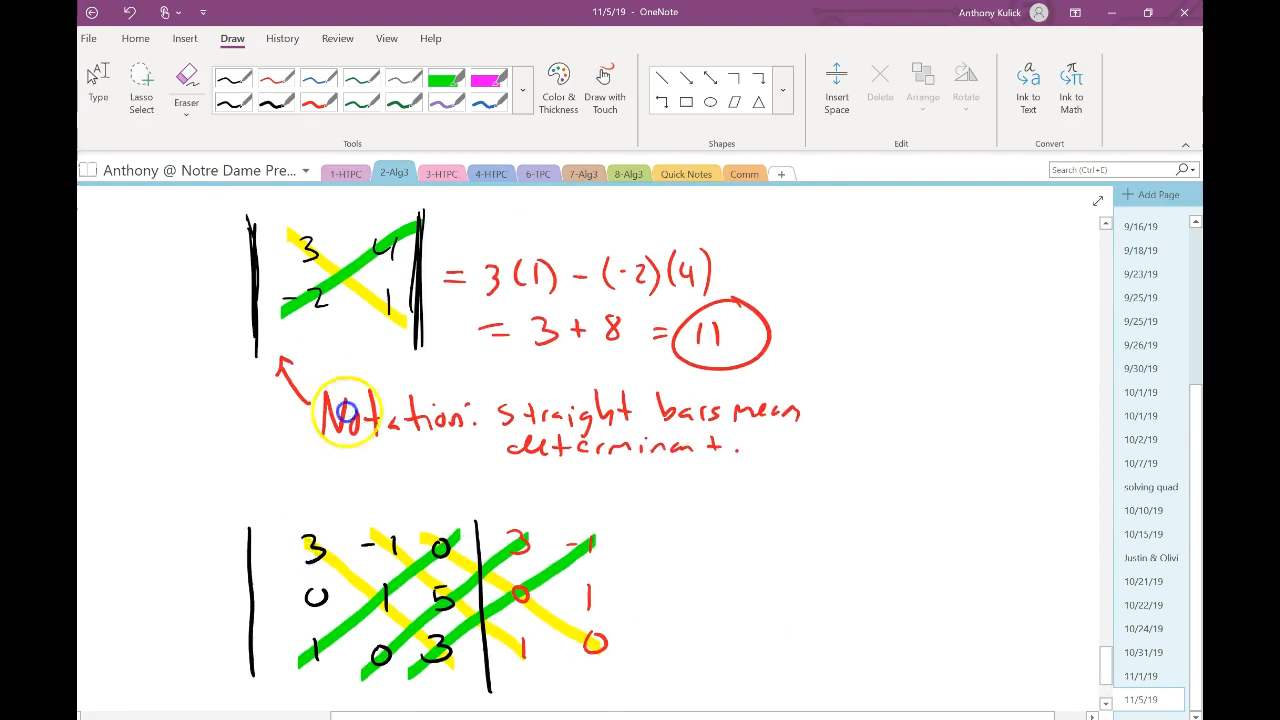 11/5/19 - OneNote
Anthony Kulick
File Home Insert Draw History Review View Help
Type
Lasso Select
Eraser
Color & Thickness
Draw with Touch
Insert Space
Delete
Arrange
Rotate
Ink to Text
Ink to Math
Tools
Shapes
Edit
Convert
Anthony @ Notre Dame Pre...
1-HTPC 2-Alg3 3-HTPC 4-HTPC 6-TPC 7-Alg3 8-Alg3 Quick Notes Comm +
Search (Ctrl+E)
3 4
-2 1
= 3(1) - (-2)(4)
= 3 + 8 = 11
Notation: straight bars mean
determinant.
3 -1 0 3 -1
0 1 5 0 1
1 0 3 1 0
Add Page
9/16/19
9/18/19
9/23/19
9/25/19
9/25/19
9/26/19
9/30/19
10/1/19
10/1/19
10/2/19
10/7/19
solving quad
10/10/19
10/15/19
Justin & Olivi
10/21/19
10/22/19
10/24/19
10/31/19
11/1/19
11/5/19